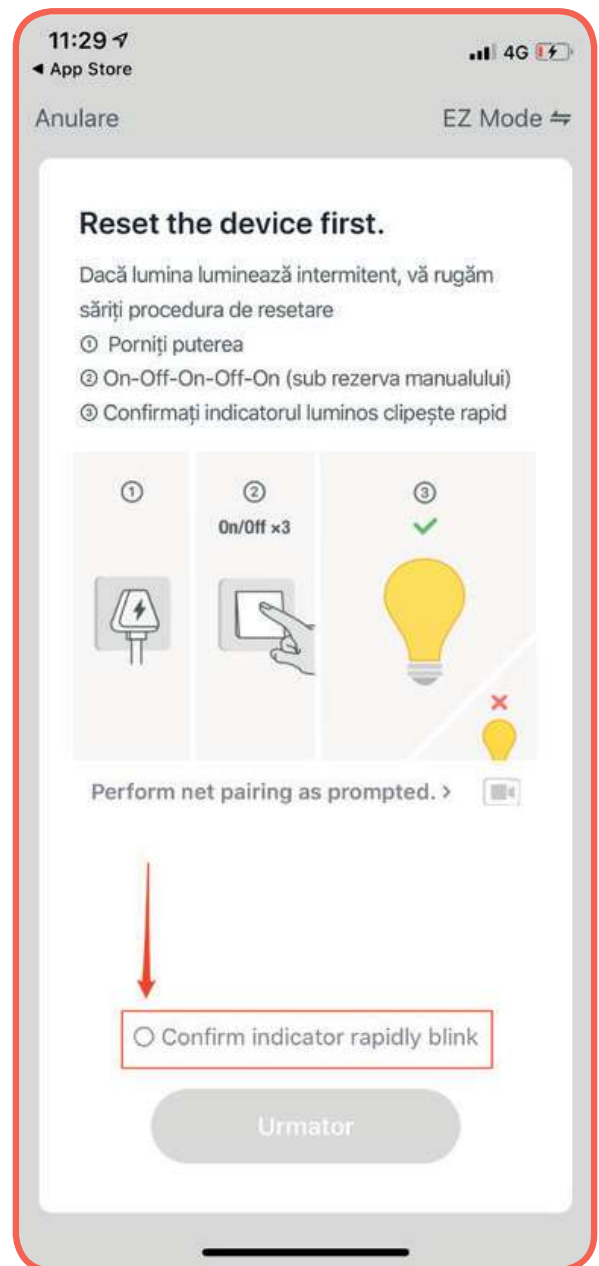 11:29
4G
◄ App Store
Anulare
EZ Mode ⇋
Reset the device first.
Dacă lumina luminează intermitent, vă rugăm
săriți procedura de resetare
① Porniți puterea
② On-Off-On-Off-On (sub rezerva manualului)
③ Confirmați indicatorul luminos clipește rapid
① ② ③
On/Off ×3
Perform net pairing as prompted. >
Confirm indicator rapidly blink
Urmator